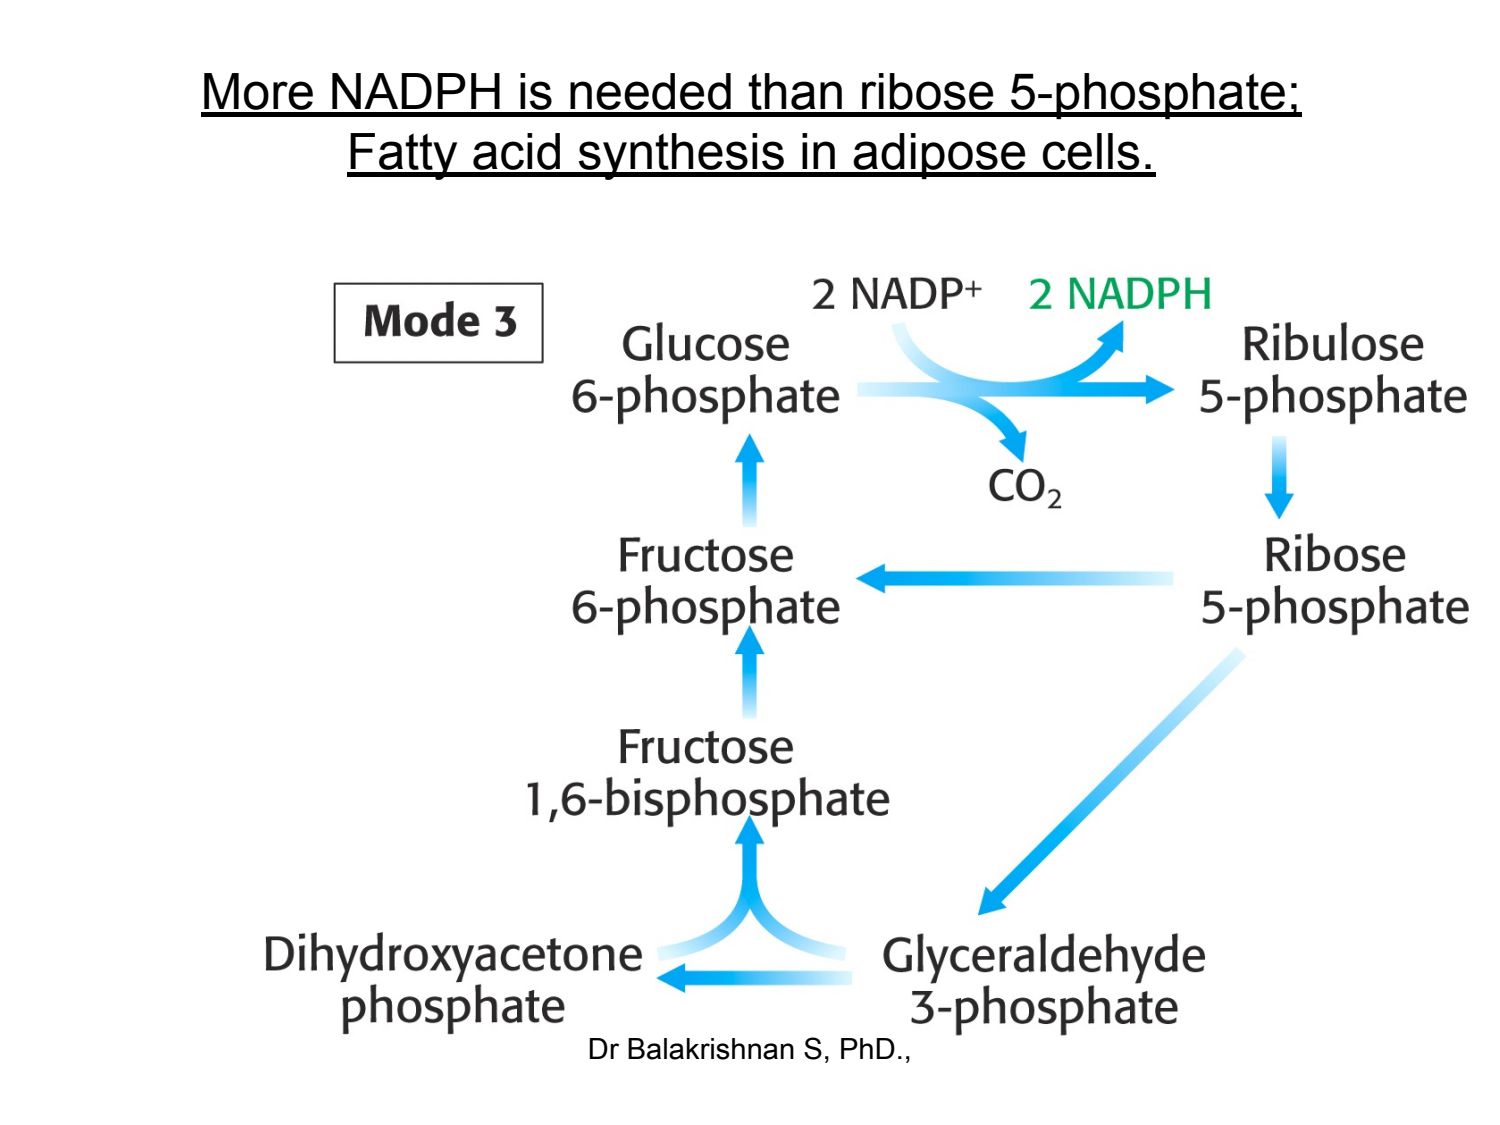 More NADPH is needed than ribose 5-phosphate;
Fatty acid synthesis in adipose cells.
Mode 3
2 NADP⁺
2 NADPH
Glucose
6-phosphate
Ribulose
5-phosphate
CO₂
Fructose
6-phosphate
Ribose
5-phosphate
Fructose
1,6-bisphosphate
Dihydroxyacetone
phosphate
Glyceraldehyde
3-phosphate
Dr Balakrishnan S, PhD.,